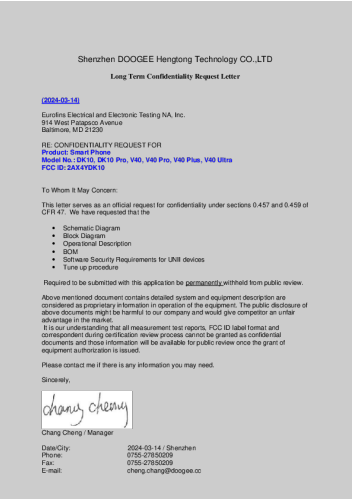 Shenzhen DOOGEE Hengtong Technology CO.,LTD
Long Term Confidentiality Request Letter
(2024-03-14)
Eurofins Electrical and Electronic Testing NA, Inc.
914 West Patapsco Avenue
Baltimore, MD 21230
RE: CONFIDENTIALITY REQUEST FOR
Product: Smart Phone
Model No.: DK10, DK10 Pro, V40, V40 Pro, V40 Plus, V40 Ultra
FCC ID: 2AX4YDK10
To Whom It May Concern:
This letter serves as an official request for confidentiality under sections 0.457 and 0.459 of
CFR 47. We have requested that the
• Schematic Diagram
• Block Diagram
• Operational Description
• BOM
• Software Security Requirements for UNII devices
• Tune up procedure
Required to be submitted with this application be permanently withheld from public review.
Above mentioned document contains detailed system and equipment description are
considered as proprietary information in operation of the equipment. The public disclosure of
above documents might be harmful to our company and would give competitor an unfair
advantage in the market.
It is our understanding that all measurement test reports, FCC ID label format and
correspondent during certification review process cannot be granted as confidential
documents and those information will be available for public review once the grant of
equipment authorization is issued.
Please contact me if there is any information you may need.
Sincerely,
chang cheng
Chang Cheng / Manager
Date/City: 2024-03-14 / Shenzhen
Phone: 0755-27850209
Fax: 0755-27850209
E-mail: cheng.chang@doogee.cc